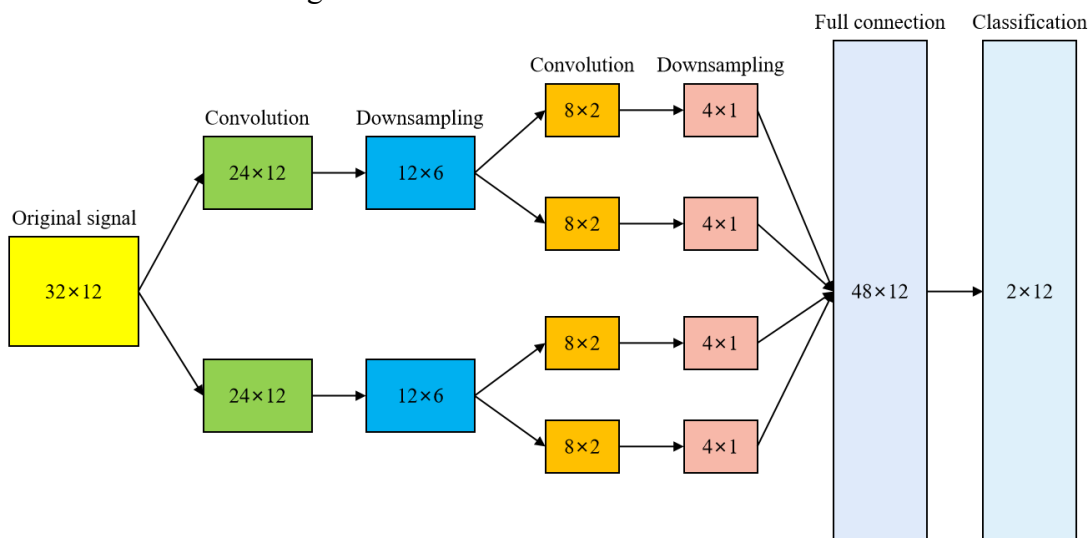 Full connection
Classification
Convolution
Downsampling
8×2
4×1
Convolution
Downsampling
24×12
12×6
8×2
4×1
Original signal
32×12
48×12
2×12
8×2
4×1
24×12
12×6
8×2
4×1